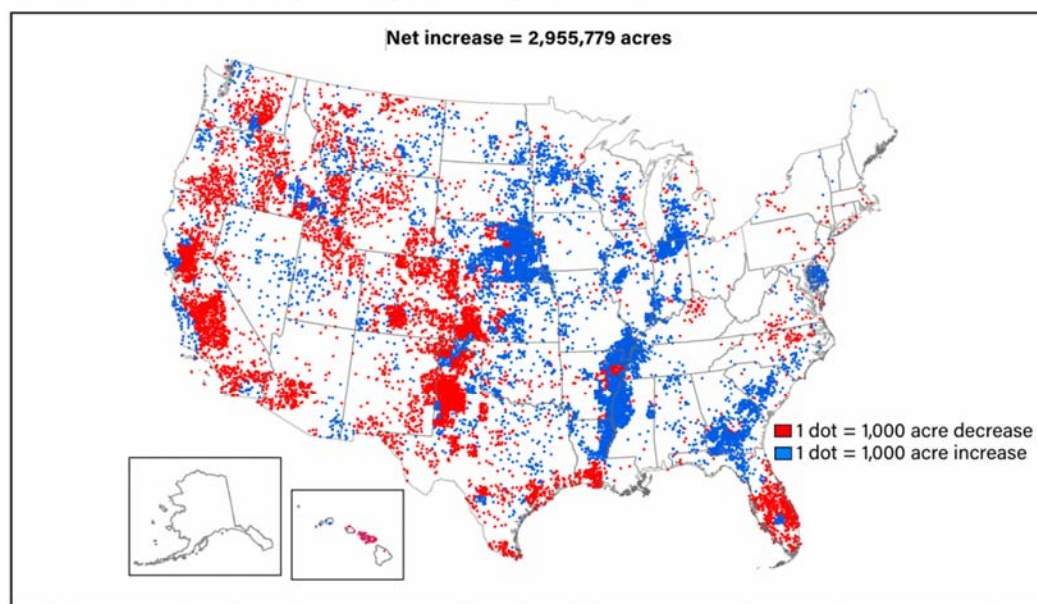 Net increase = 2,955,779 acres
1 dot = 1,000 acre decrease
1 dot = 1,000 acre increase